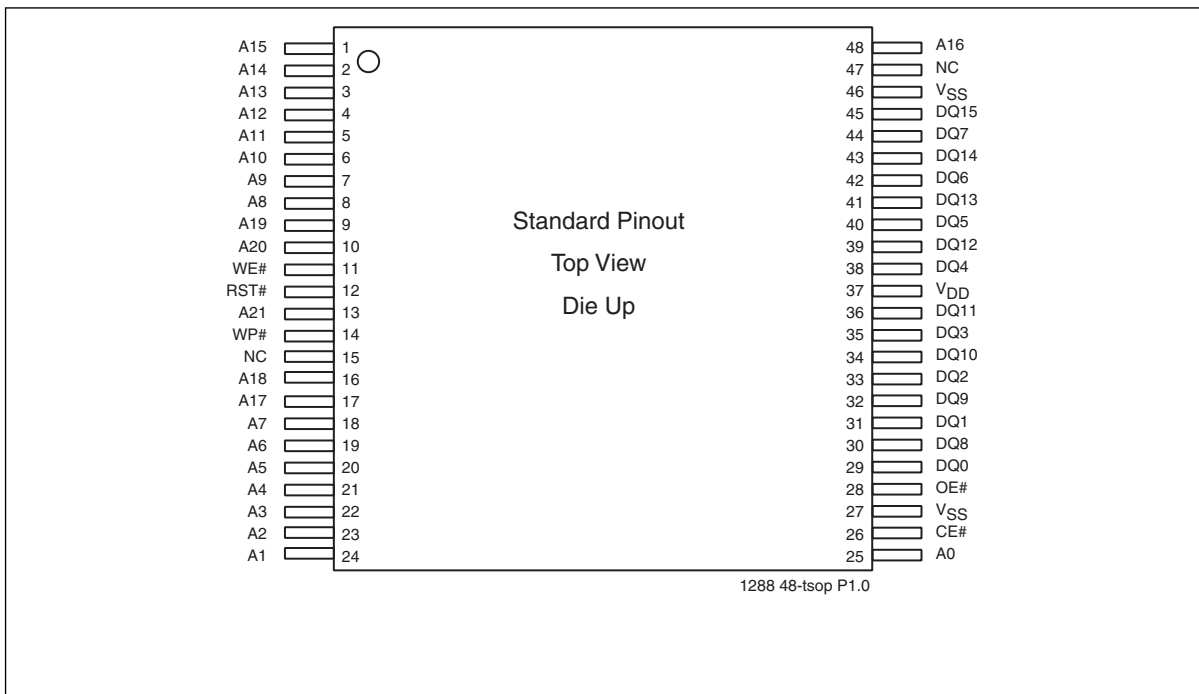 A15 1 48 A16
A14 2 47 NC
A13 3 46 VSS
A12 4 45 DQ15
A11 5 44 DQ7
A10 6 43 DQ14
A9 7 42 DQ6
A8 8 41 DQ13
A19 9 40 DQ5
A20 10 39 DQ12
WE# 11 38 DQ4
RST# 12 37 VDD
A21 13 36 DQ11
WP# 14 35 DQ3
NC 15 34 DQ10
A18 16 33 DQ2
A17 17 32 DQ9
A7 18 31 DQ1
A6 19 30 DQ8
A5 20 29 DQ0
A4 21 28 OE#
A3 22 27 VSS
A2 23 26 CE#
A1 24 25 A0
Standard Pinout
Top View
Die Up
1288 48-tsop P1.0